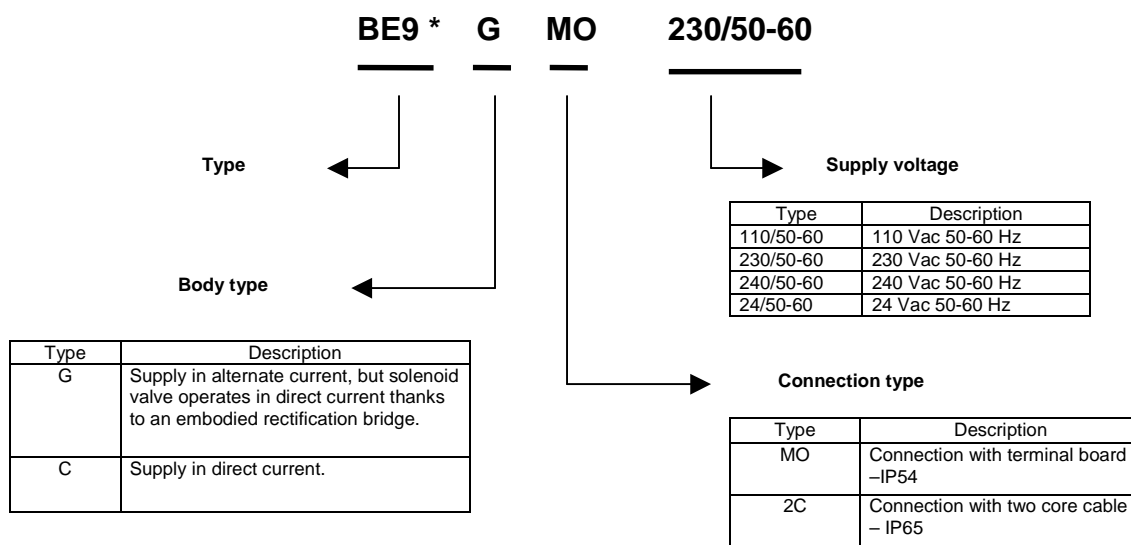 BE9 * G MO 230/50-60
Type
Supply voltage
Type Description
110/50-60 110 Vac 50-60 Hz
230/50-60 230 Vac 50-60 Hz
240/50-60 240 Vac 50-60 Hz
24/50-60 24 Vac 50-60 Hz
Body type
Type Description
G Supply in alternate current, but solenoid
valve operates in direct current thanks
to an embodied rectification bridge.
C Supply in direct current.
Connection type
Type Description
MO Connection with terminal board
–IP54
2C Connection with two core cable
– IP65